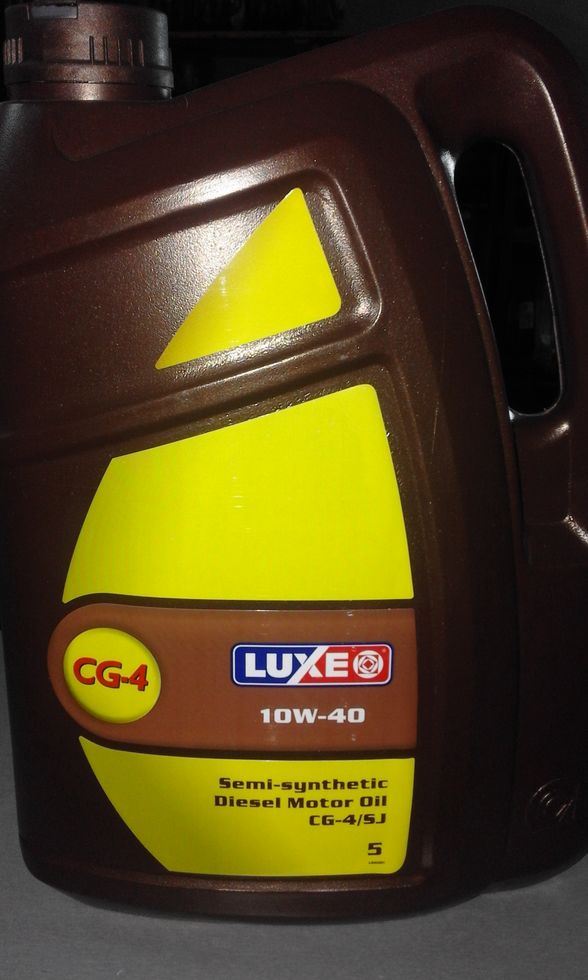 CG-4
LUXE
10W-40
Semi-synthetic
Diesel Motor Oil
CG-4/SJ
5